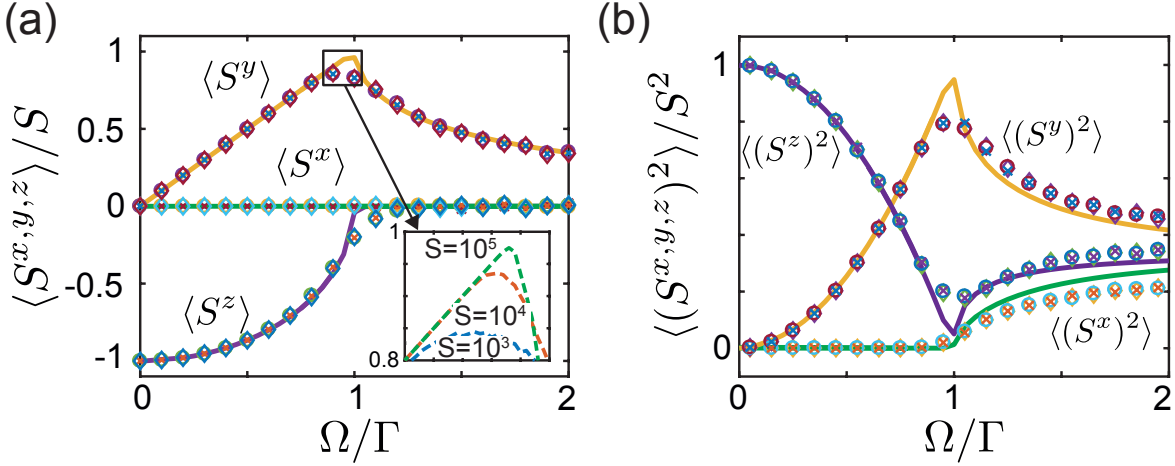 (a)
⟨S^{x,y,z}⟩/S
1
0.5
0
-0.5
-1
⟨S^y⟩
⟨S^x⟩
⟨S^z⟩
1
S=10^5
S=10^4
S=10^3
0.8
0 1 2
Ω/Γ
(b)
⟨(S^{x,y,z})^2⟩/S^2
1
0
⟨(S^z)^2⟩
⟨(S^y)^2⟩
⟨(S^x)^2⟩
0 1 2
Ω/Γ